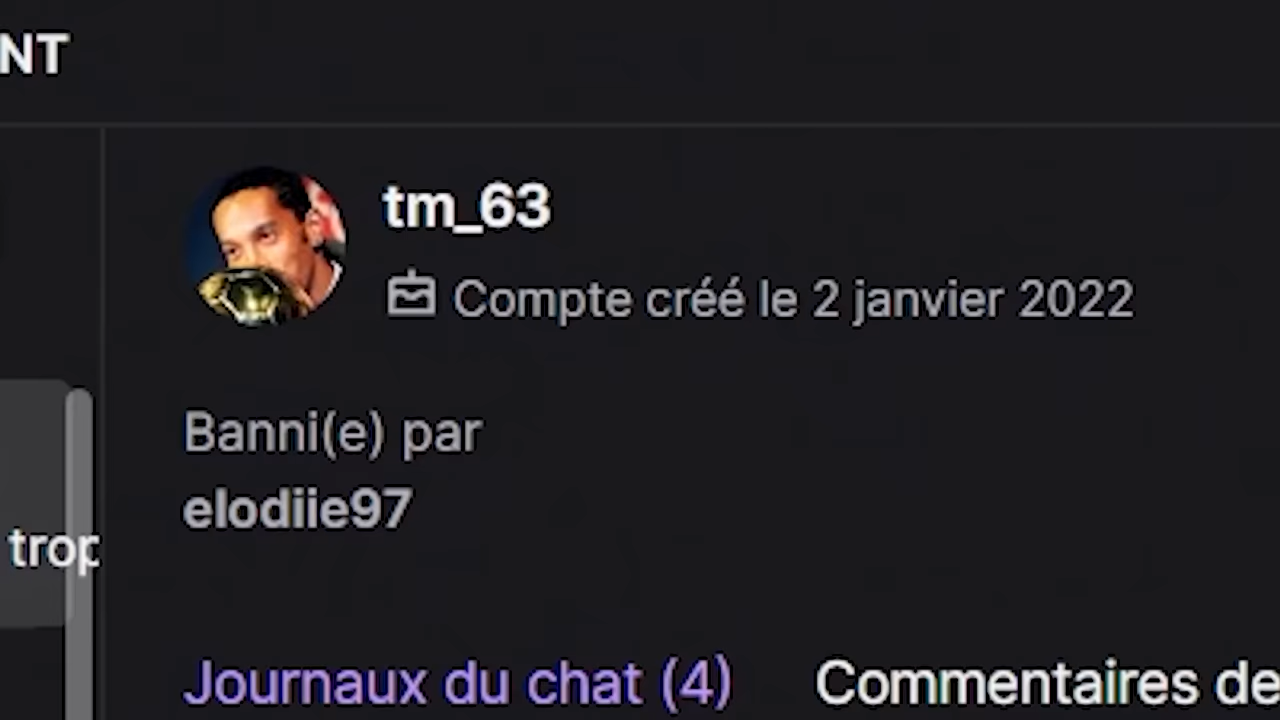 NT
tm_63
Compte créé le 2 janvier 2022
Banni(e) par
elodiie97
trop
Journaux du chat (4)
Commentaires de